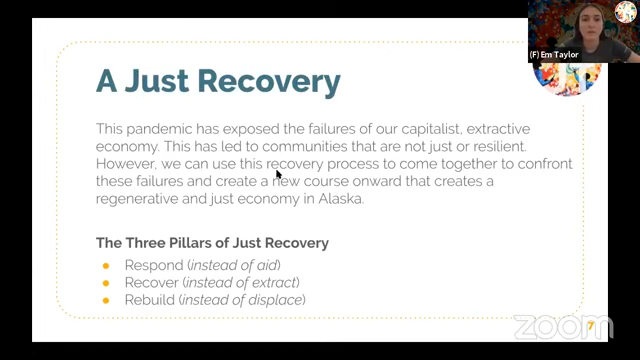 (F) Em Taylor
A Just Recovery
This pandemic has exposed the failures of our capitalist, extractive
economy. This has led to communities that are not just or resilient.
However, we can use this recovery process to come together to confront
these failures and create a new course onward that creates a
regenerative and just economy in Alaska.
The Three Pillars of Just Recovery
Respond (instead of aid)
Recover (instead of extract)
Rebuild (instead of displace)
7
zoom